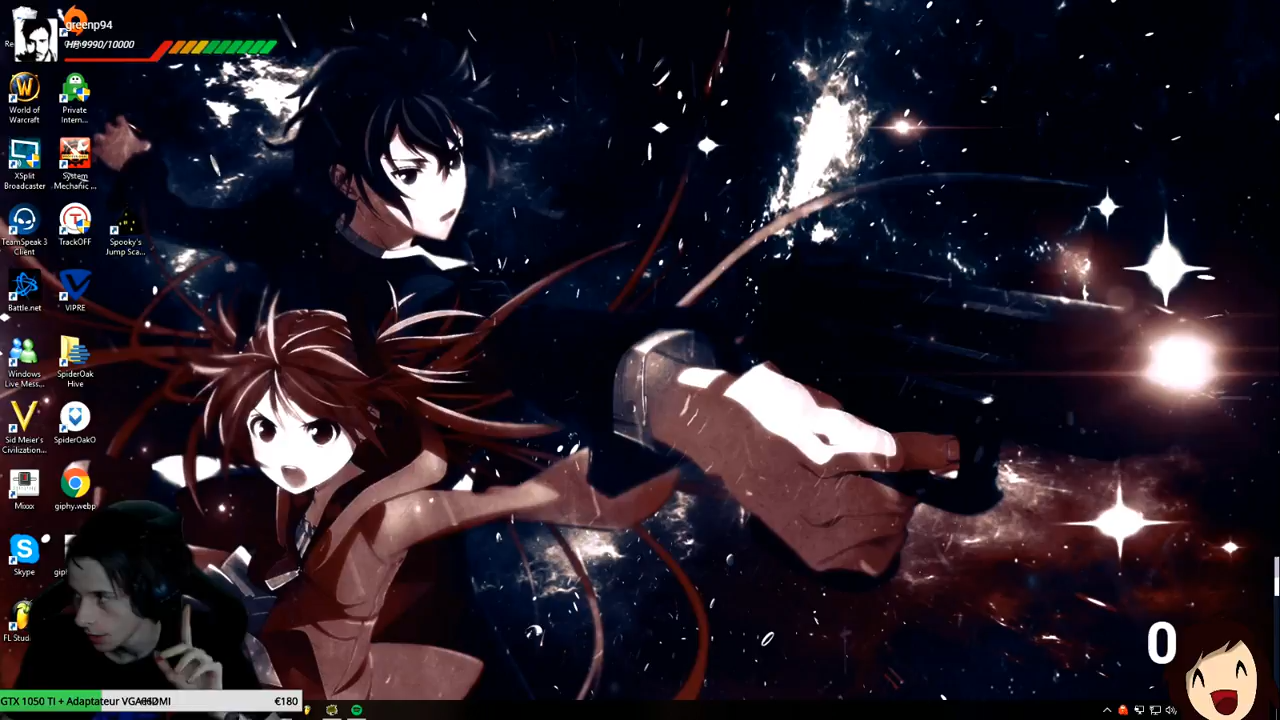 greenp94
HP 9990/10000
World of
Warcraft
Private
Intern...
XSplit
Broadcaster
System
Mechanic ...
TeamSpeak 3
Client
TrackOFF
Spooky's
Jump Sca...
Battle.net
VIPRE
Windows
Live Mess...
SpiderOak
Hive
Sid Meier's
Civilization...
SpiderOakO
Mixxx
giphy.webp
Skype
giph
FL Studi
0
GTX 1050 TI + Adaptateur VGA
HDMI
€180